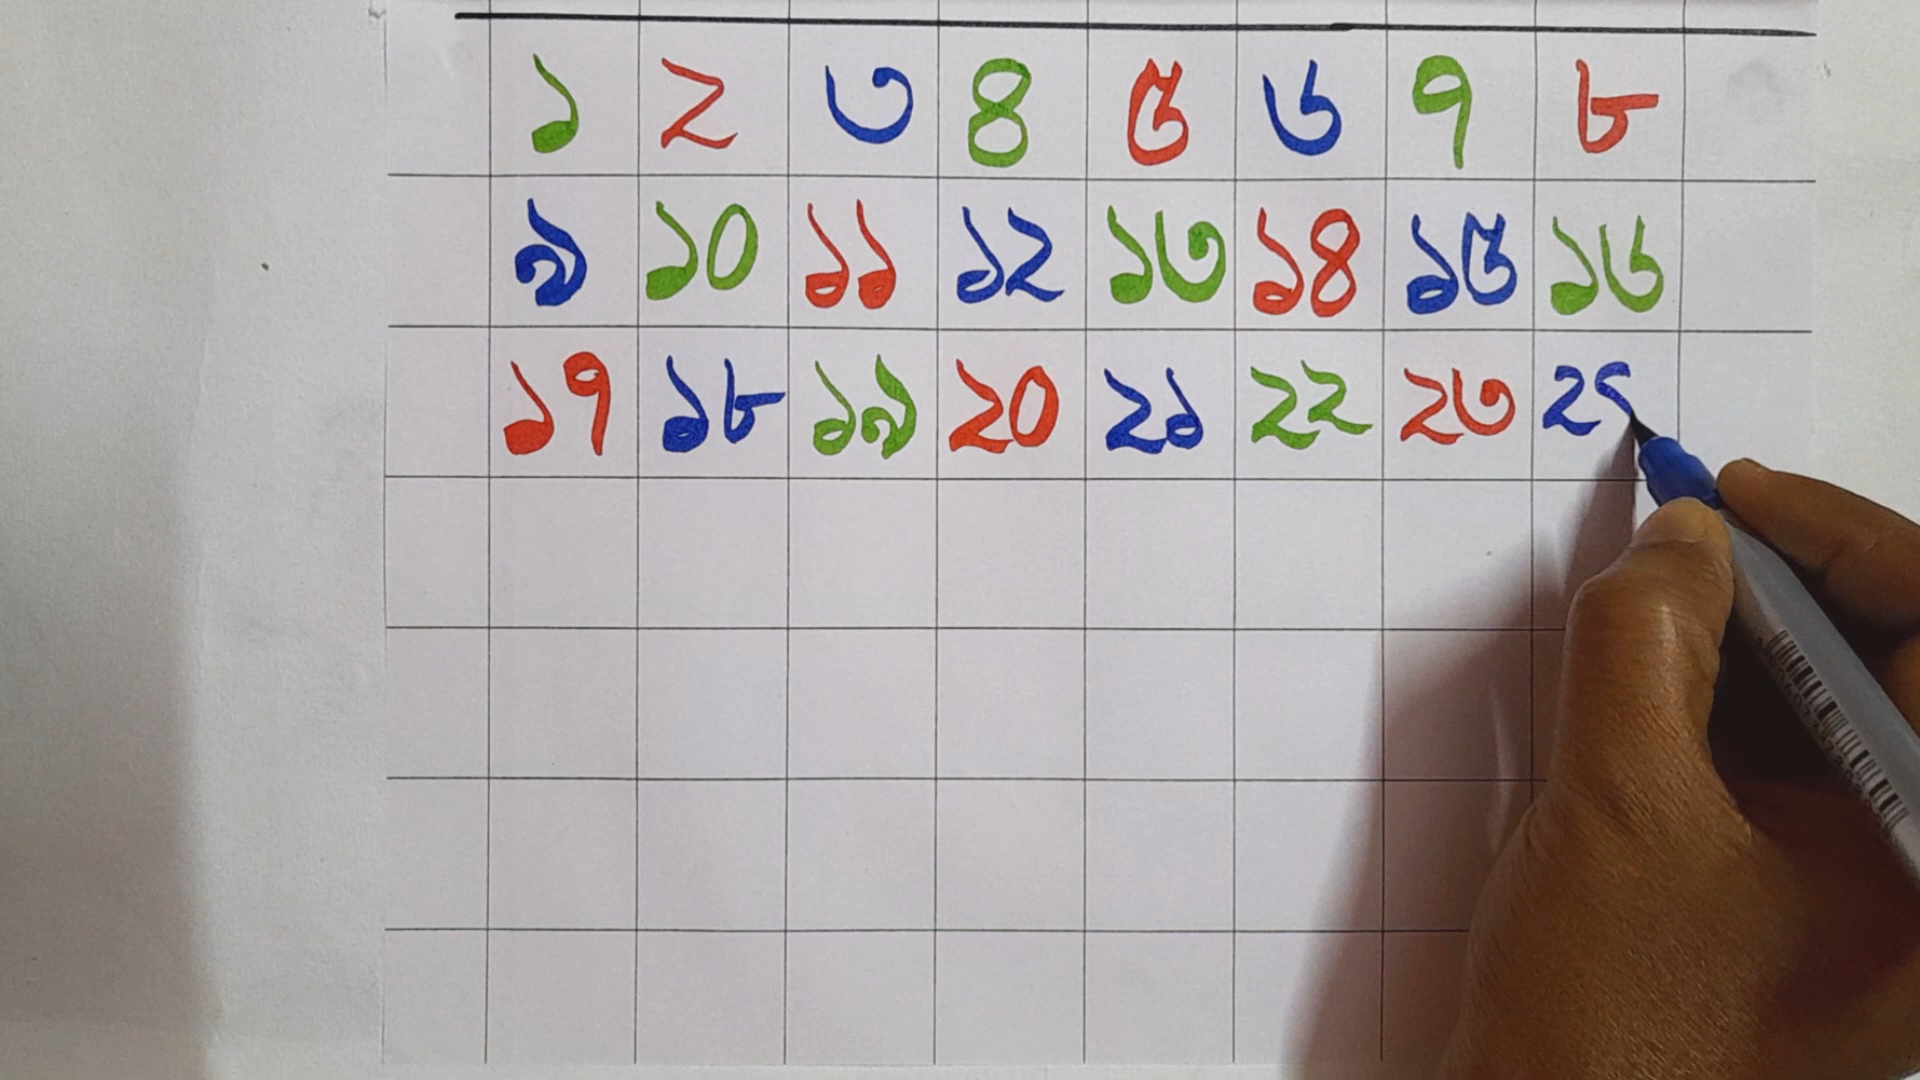 ১ ২ ৩ ৪ ৫ ৬ ৭ ৮
৯ ১০ ১১ ১২ ১৩ ১৪ ১৫ ১৬
১৭ ১৮ ১৯ ২০ ২১ ২২ ২৩ ২